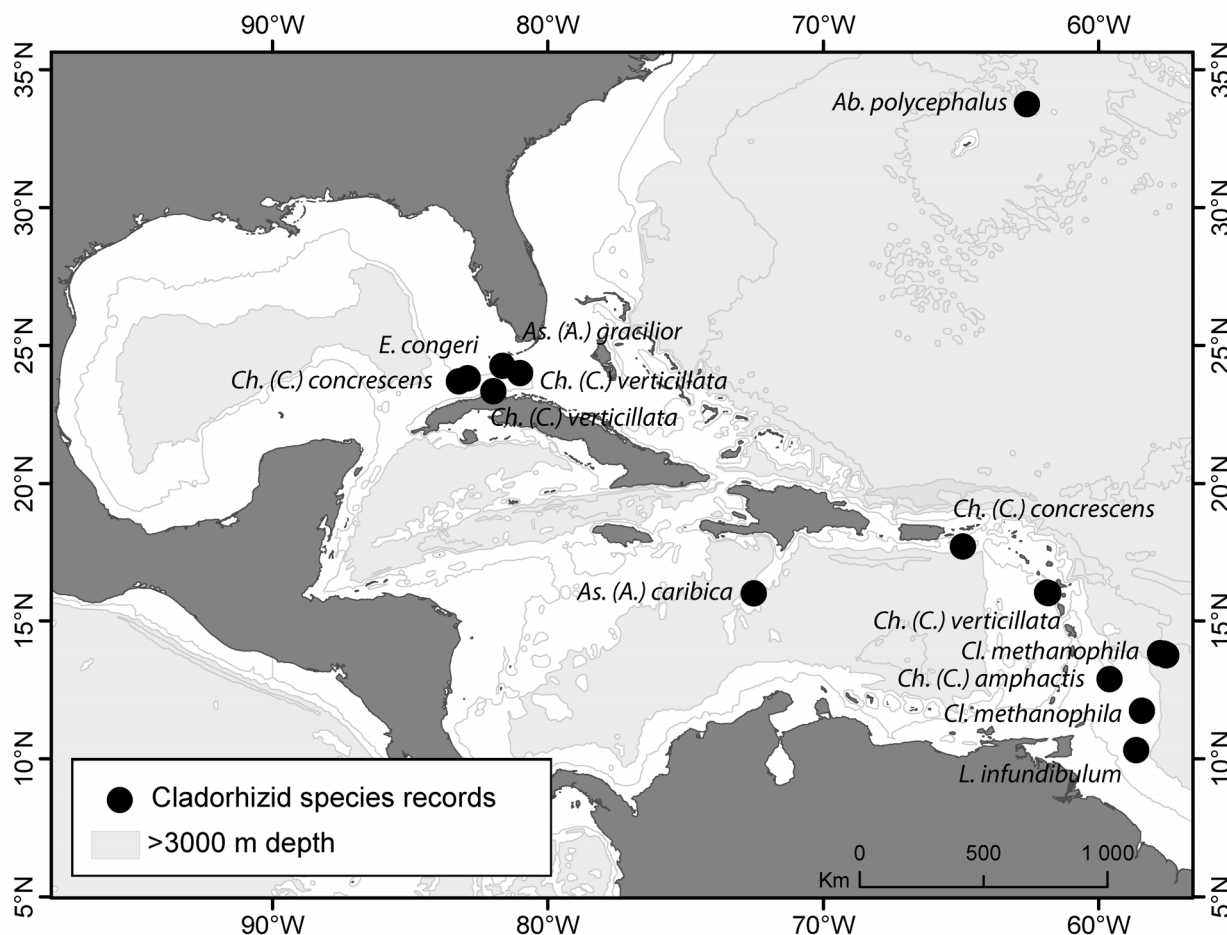 90°W 80°W 70°W 60°W
35°N 35°N
Ab. polycephalus
30°N 30°N
As. (A.) gracilior
25°N 25°N
E. congeri
Ch. (C.) concrescens
Ch. (C.) verticillata
Ch. (C.) verticillata
20°N 20°N
Ch. (C.) concrescens
As. (A.) caribica
15°N 15°N
Ch. (C.) verticillata
Cl. methanophila
Ch. (C.) amphactis
Cl. methanophila
10°N 10°N
L. infundibulum
Cladorhizid species records
>3000 m depth
0 500 1 000
Km
5°N 5°N
90°W 80°W 70°W 60°W